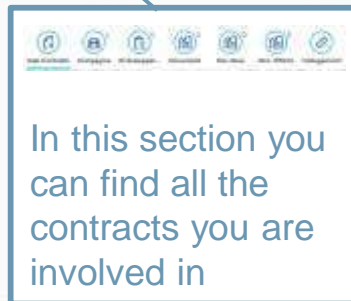 In this section you
can find all the
contracts you are
involved in